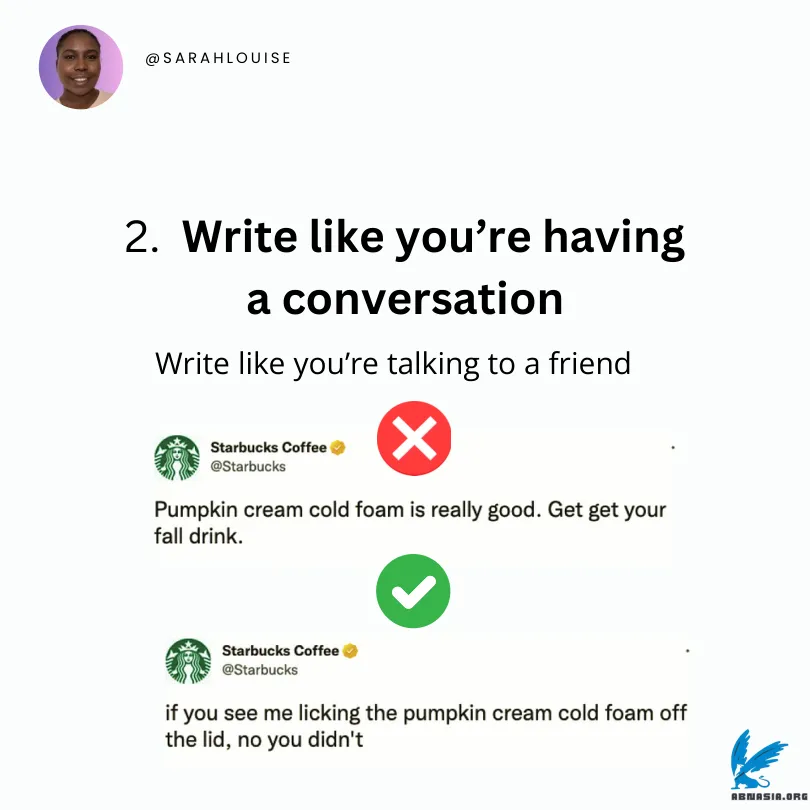 @SARAHLOUISE
2. Write like you’re having
a conversation
Write like you’re talking to a friend
Starbucks Coffee
@Starbucks
Pumpkin cream cold foam is really good. Get get your
fall drink.
Starbucks Coffee
@Starbucks
if you see me licking the pumpkin cream cold foam off
the lid, no you didn't
ABNASIA.ORG